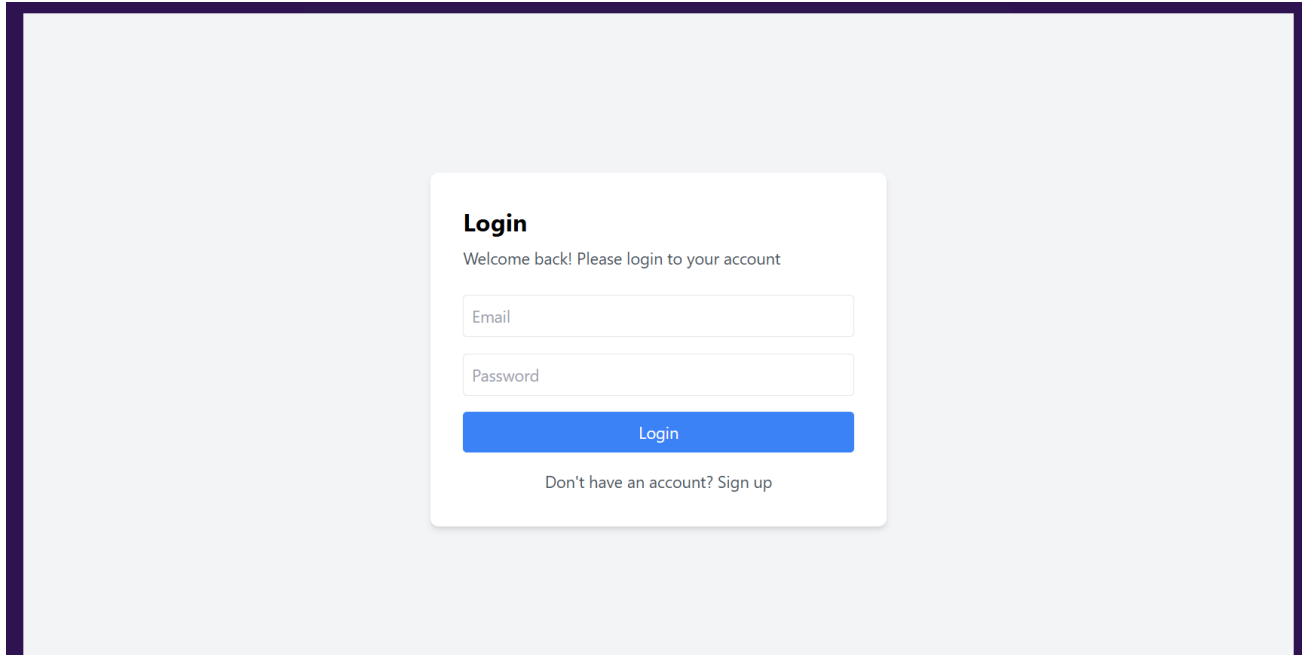 Login
Welcome back! Please login to your account
Email
Password
Login
Don't have an account? Sign up